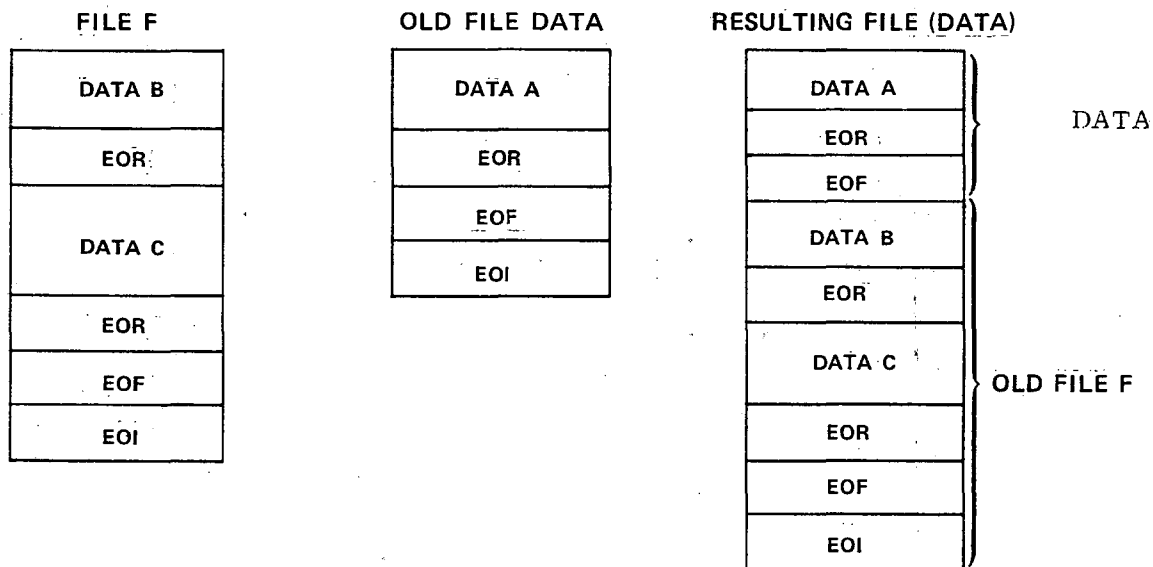 FILE F
DATA B
EOR
DATA C
EOR
EOF
EOI
OLD FILE DATA
DATA A
EOR
EOF
EOI
RESULTING FILE (DATA)
DATA A
EOR
EOF
DATA B
EOR
DATA C
EOR
EOF
EOI
DATA
OLD FILE F